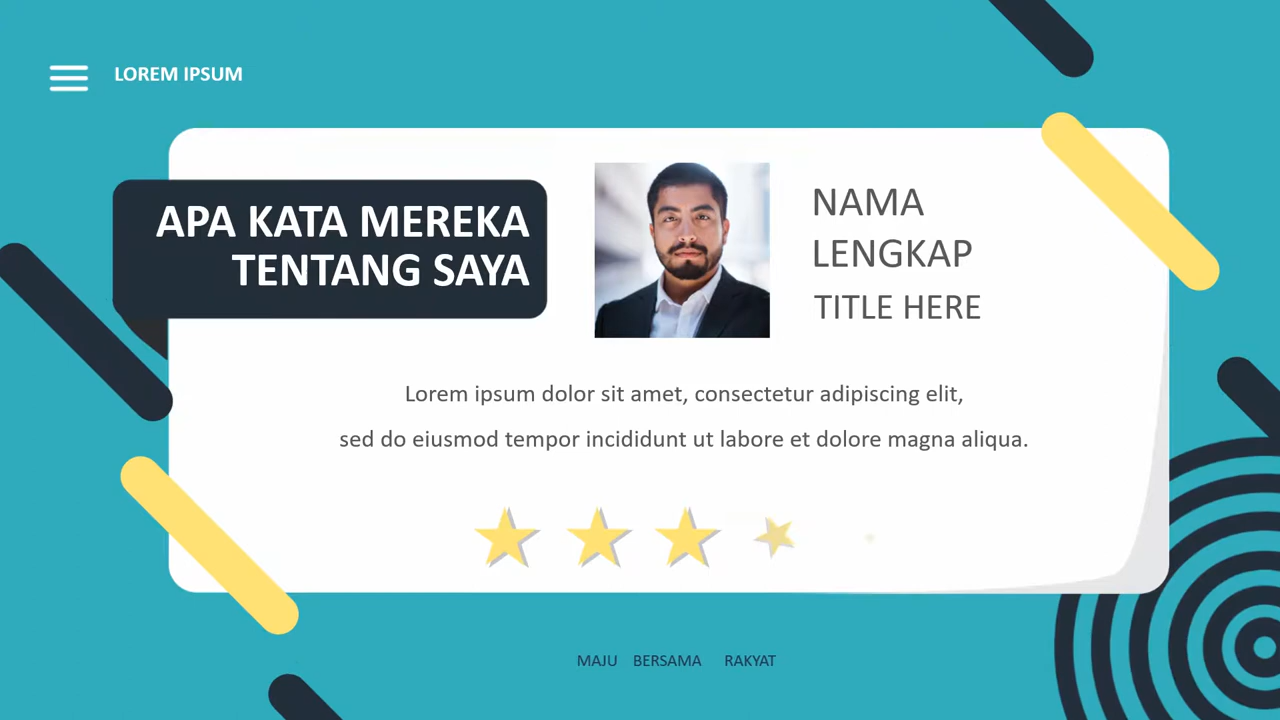 LOREM IPSUM
APA KATA MEREKA
TENTANG SAYA
NAMA
LENGKAP
TITLE HERE
Lorem ipsum dolor sit amet, consectetur adipiscing elit,
sed do eiusmod tempor incididunt ut labore et dolore magna aliqua.
MAJU BERSAMA RAKYAT